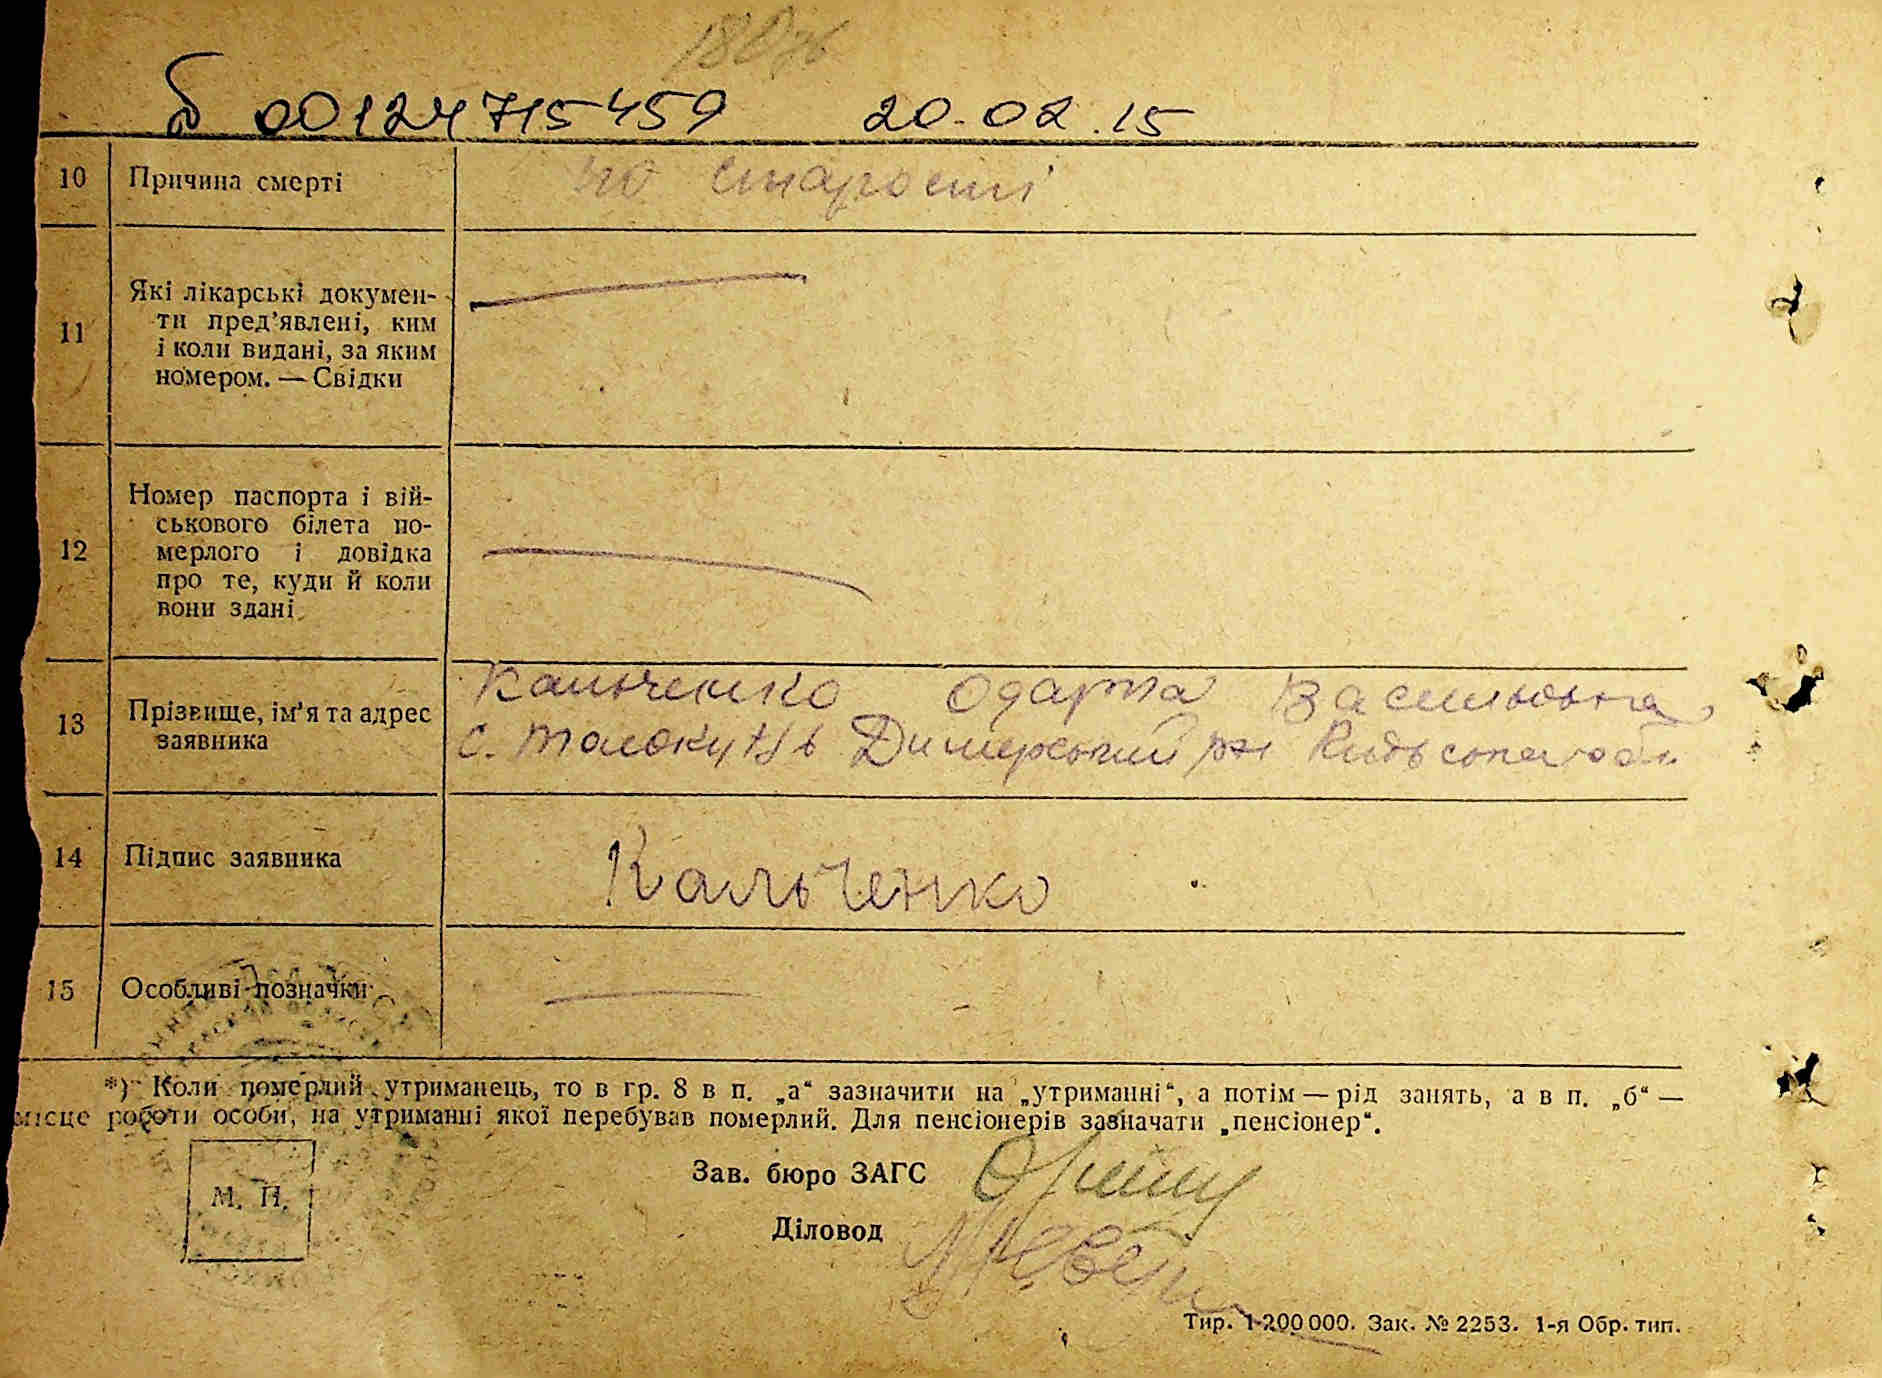 00124715459 20.02.15
10 Причина смерті по старості
11 Які лікарські докумен-
ти пред’явлені, ким
і коли видані, за яким
номером. — Свідки
12 Номер паспорта і вій-
ськового білета по-
мерлого і довідка
про те, куди й коли
вони здані
13 Прізвище, ім’я та адрес
заявника
Кальченко Одарка Васильовна
с. Толокунь Димерський рн Київської обл.
14 Підпис заявника Кальченко
15 Особливі позначки
*) Коли померлий утриманець, то в гр. 8 в п. „а“ зазначити на „утриманні“, а потім — рід занять, а в п. „б“ —
місце роботи особи, на утриманні якої перебував померлий. Для пенсіонерів зазначати „пенсіонер“.
М. П.
Зав. бюро ЗАГС
Діловод
Тир. 1-200 000. Зак. № 2253. 1-я Обр. тип.